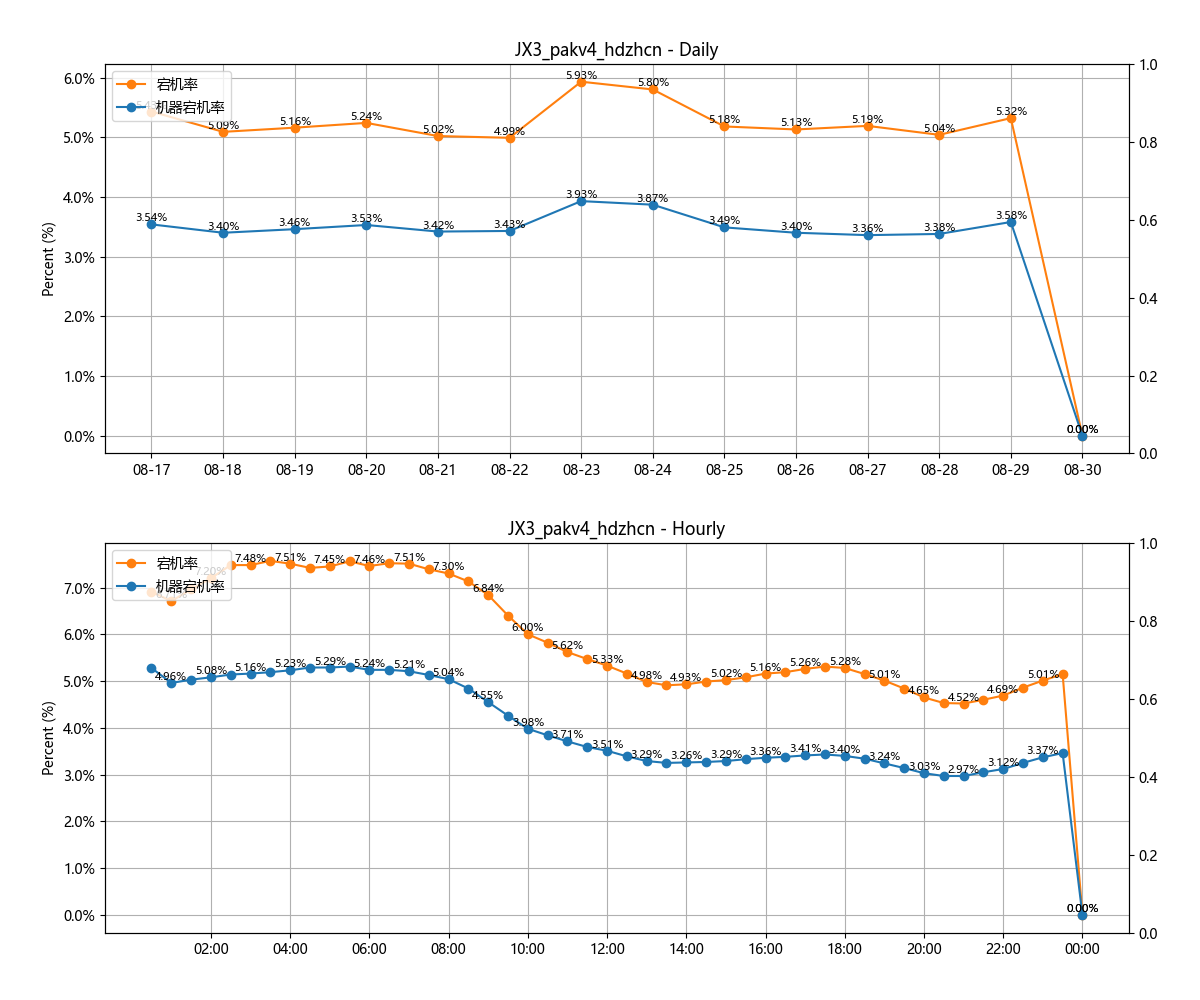 JX3_pakv4_hdzhcn - Daily
宕机率
机器宕机率
Percent (%)
6.0%
5.0%
4.0%
3.0%
2.0%
1.0%
0.0%
1.0
0.8
0.6
0.4
0.2
0.0
5.09% 5.16% 5.24% 5.02% 4.99% 5.93% 5.80% 5.18% 5.13% 5.19% 5.04% 5.32% 0.00%
3.54% 3.40% 3.46% 3.53% 3.42% 3.43% 3.93% 3.87% 3.49% 3.40% 3.36% 3.38% 3.58% 0.00%
08-17 08-18 08-19 08-20 08-21 08-22 08-23 08-24 08-25 08-26 08-27 08-28 08-29 08-30
JX3_pakv4_hdzhcn - Hourly
宕机率
机器宕机率
Percent (%)
7.0%
6.0%
5.0%
4.0%
3.0%
2.0%
1.0%
0.0%
1.0
0.8
0.6
0.4
0.2
0.0
7.20% 7.48% 7.51% 7.45% 7.46% 7.51% 7.30% 6.84% 6.00% 5.62% 5.33% 4.98% 4.93% 5.02% 5.16% 5.26% 5.28% 5.01% 4.65% 4.52% 4.69% 5.01% 0.00%
4.96% 5.08% 5.16% 5.23% 5.29% 5.24% 5.21% 5.04% 4.55% 3.98% 3.71% 3.51% 3.29% 3.26% 3.29% 3.36% 3.41% 3.40% 3.24% 3.03% 2.97% 3.12% 3.37% 0.00%
02:00 04:00 06:00 08:00 10:00 12:00 14:00 16:00 18:00 20:00 22:00 00:00